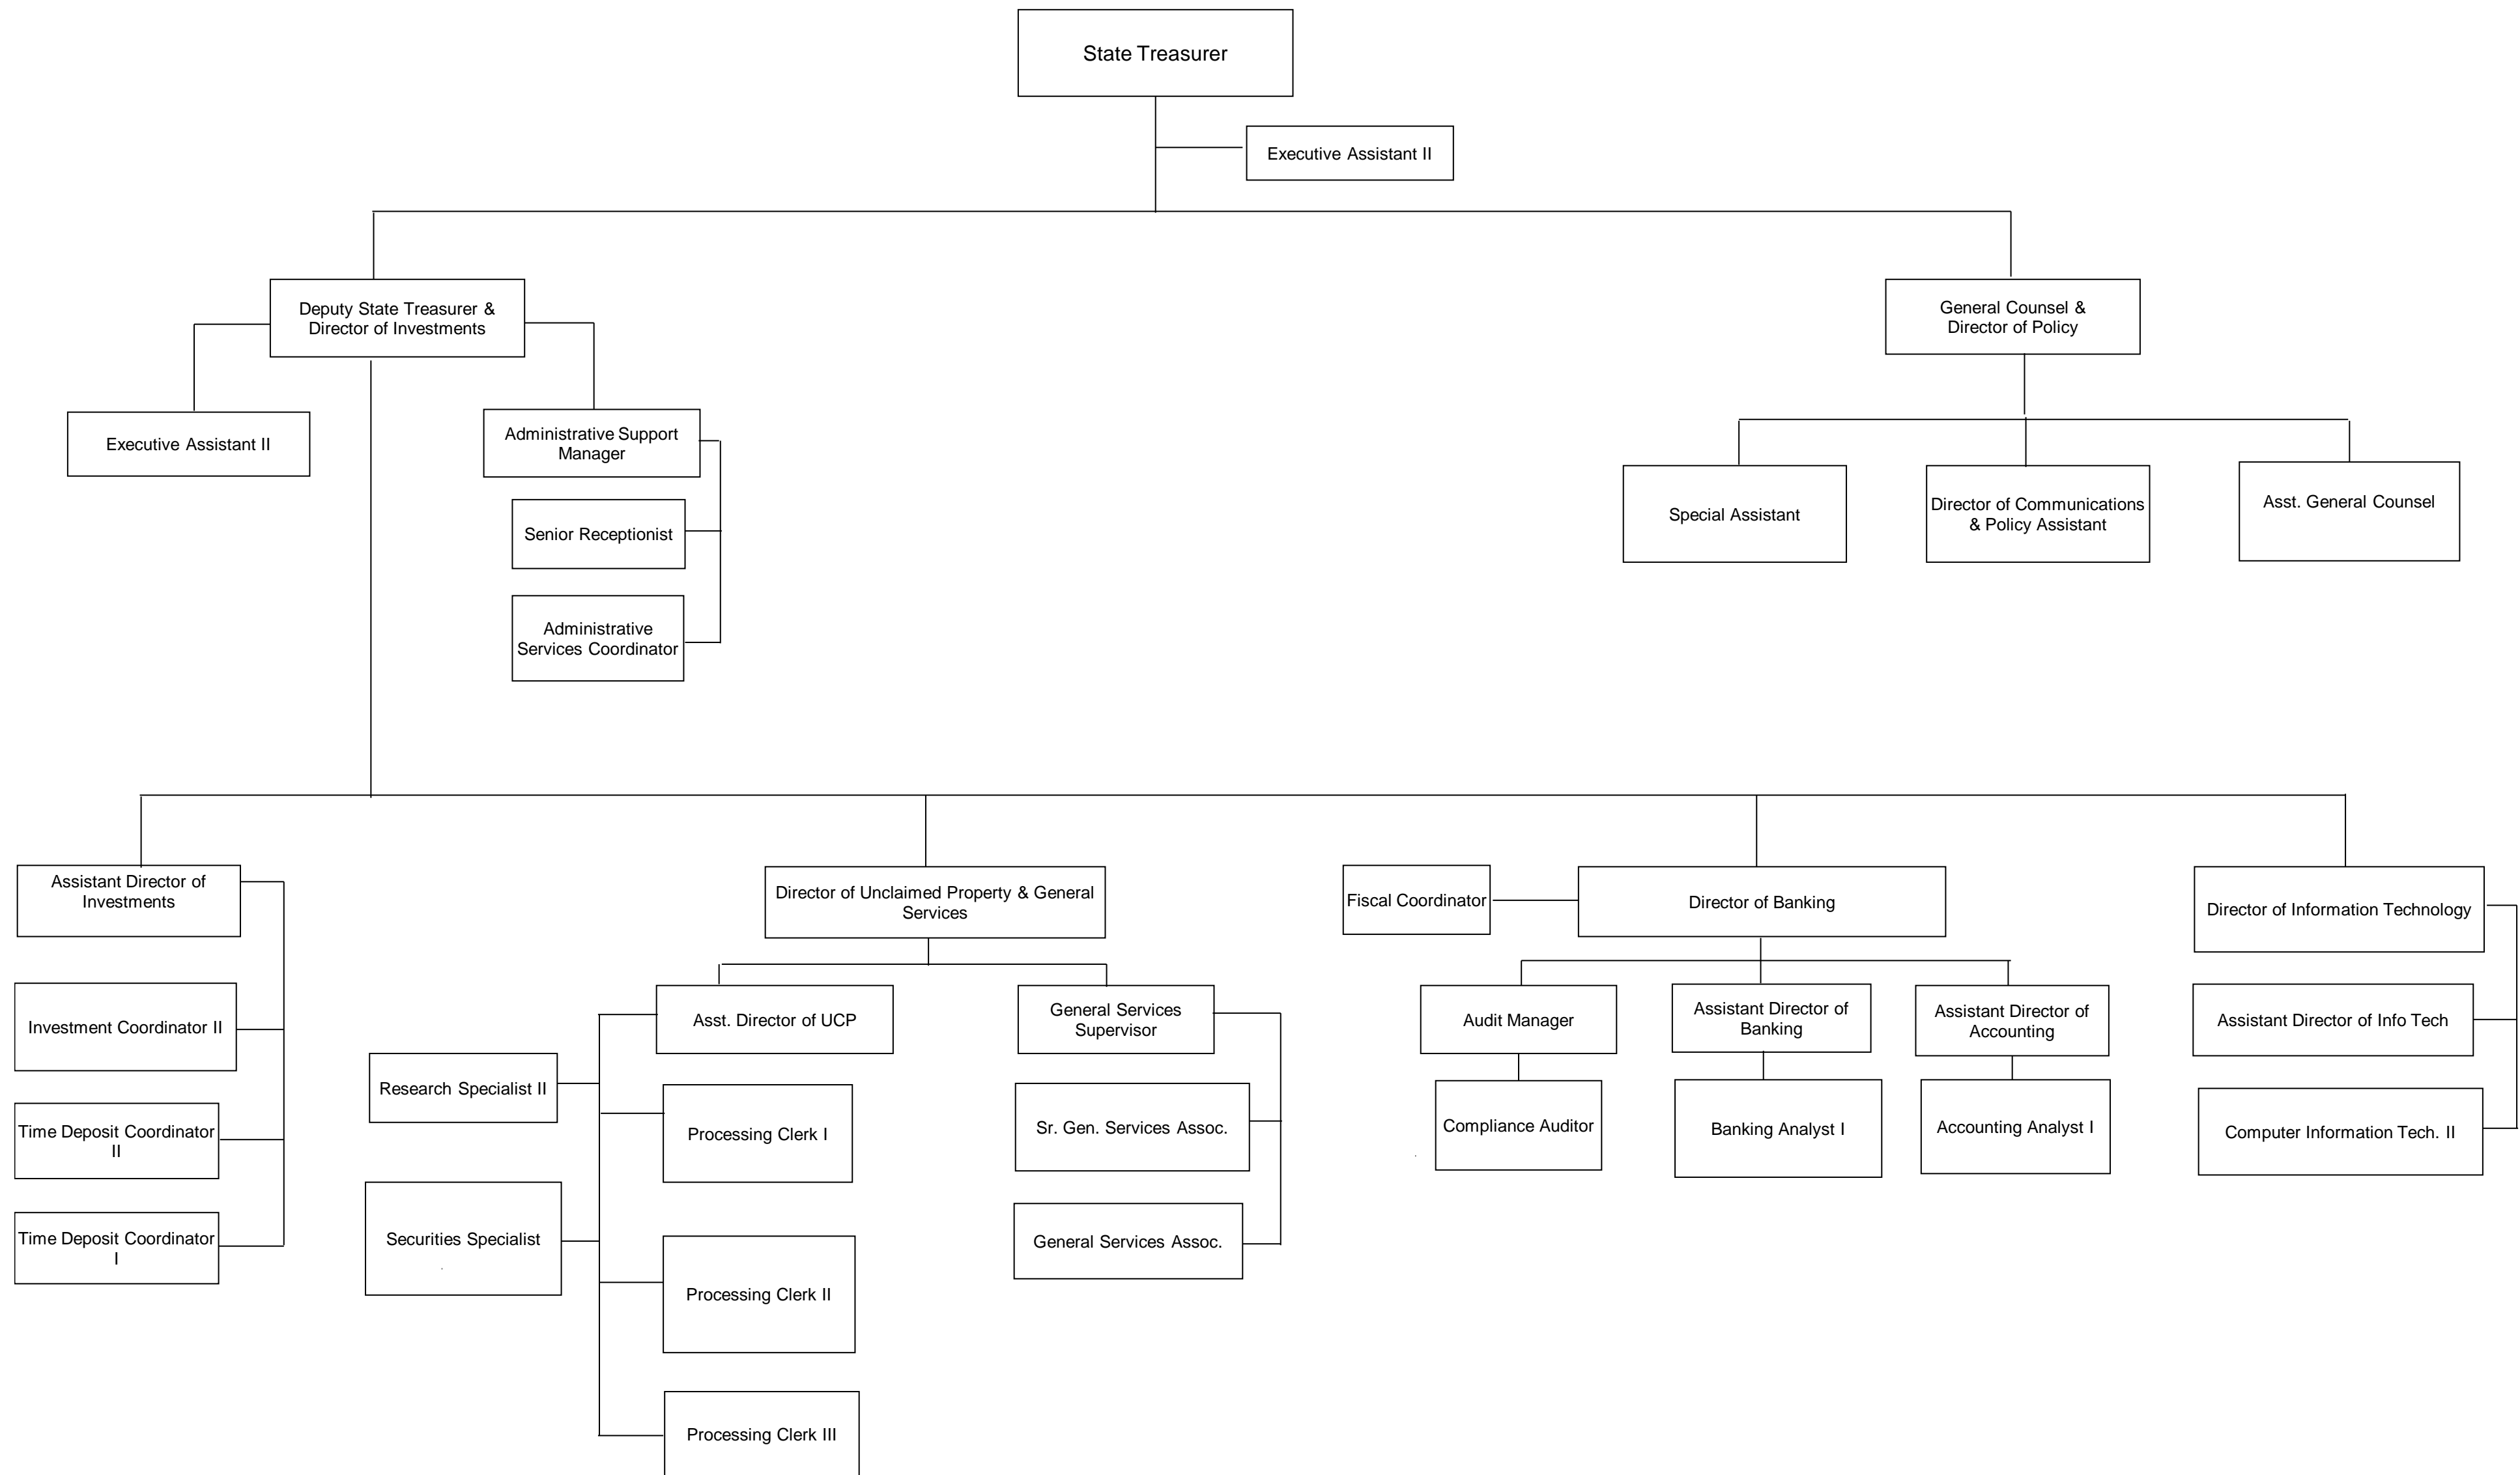 State Treasurer
Executive Assistant II
Deputy State Treasurer &
Director of Investments
General Counsel &
Director of Policy
Executive Assistant II
Administrative Support
Manager
Senior Receptionist
Administrative
Services Coordinator
Special Assistant
Director of Communications
& Policy Assistant
Asst. General Counsel
Assistant Director of
Investments
Investment Coordinator II
Time Deposit Coordinator
II
Time Deposit Coordinator
I
Director of Unclaimed Property & General
Services
Asst. Director of UCP
Research Specialist II
Processing Clerk I
Securities Specialist
Processing Clerk II
Processing Clerk III
General Services
Supervisor
Sr. Gen. Services Assoc.
General Services Assoc.
Fiscal Coordinator
Director of Banking
Audit Manager
Compliance Auditor
Assistant Director of
Banking
Banking Analyst I
Assistant Director of
Accounting
Accounting Analyst I
Director of Information Technology
Assistant Director of Info Tech
Computer Information Tech. II